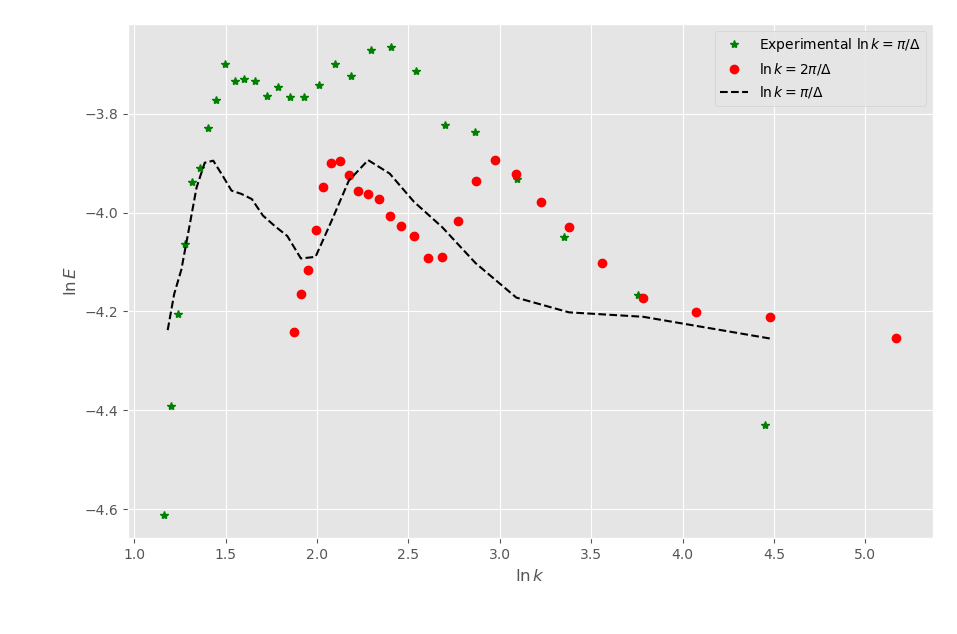 Experimental ln k = π/Δ
ln k = 2π/Δ
ln k = π/Δ
ln E
−3.8
−4.0
−4.2
−4.4
−4.6
1.0 1.5 2.0 2.5 3.0 3.5 4.0 4.5 5.0
ln k